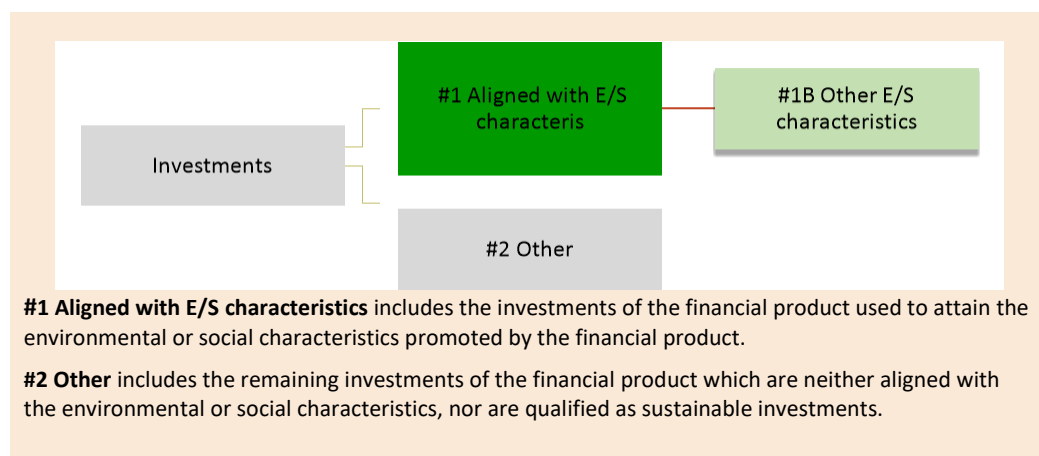 #1 Aligned with E/S
characteris
#1B Other E/S
characteristics
Investments
#2 Other
#1 Aligned with E/S characteristics includes the investments of the financial product used to attain the
environmental or social characteristics promoted by the financial product.
#2 Other includes the remaining investments of the financial product which are neither aligned with
the environmental or social characteristics, nor are qualified as sustainable investments.